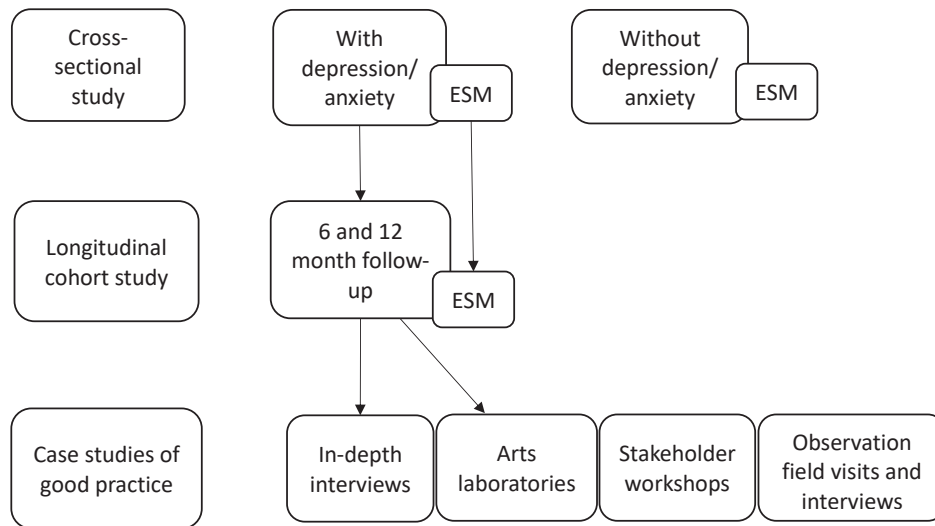 Cross-
sectional
study
With
depression/
anxiety
ESM
Without
depression/
anxiety
ESM
Longitudinal
cohort study
6 and 12
month follow-
up
ESM
Case studies of
good practice
In-depth
interviews
Arts
laboratories
Stakeholder
workshops
Observation
field visits and
interviews